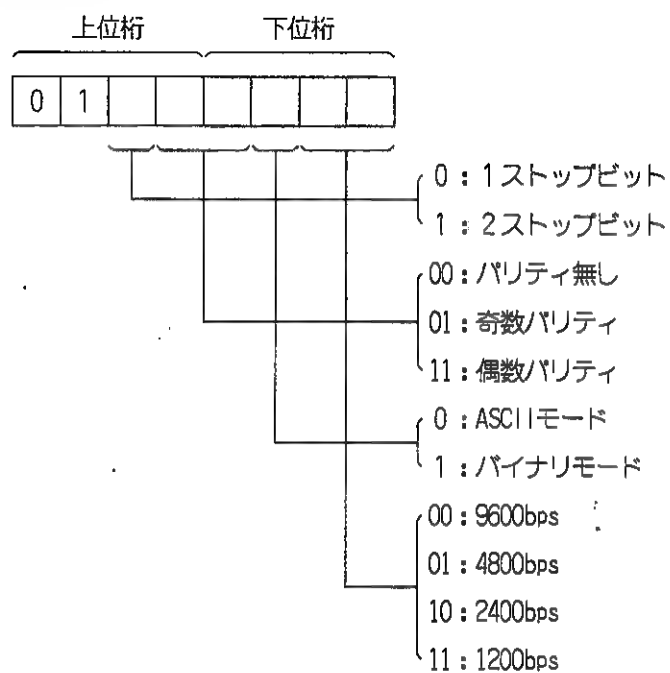 上位桁 下位桁
0 1
0：1ストップビット
1：2ストップビット
00：パリティ無し
01：奇数パリティ
11：偶数パリティ
0：ASCIIモード
1：バイナリモード
00：9600bps
01：4800bps
10：2400bps
11：1200bps